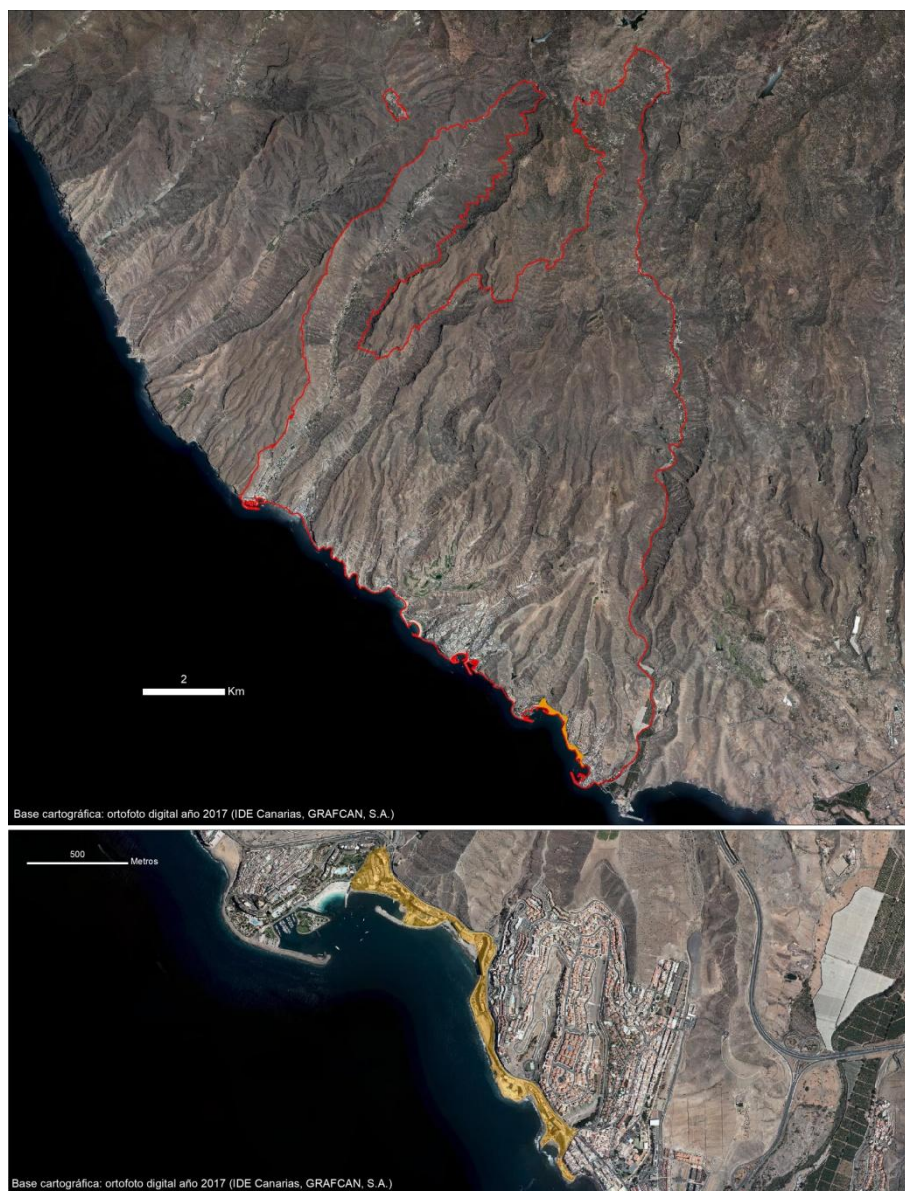 2
Km
Base cartográfica: ortofoto digital año 2017 (IDE Canarias, GRAFCAN, S.A.)
500
Metros
Base cartográfica: ortofoto digital año 2017 (IDE Canarias, GRAFCAN, S.A.)